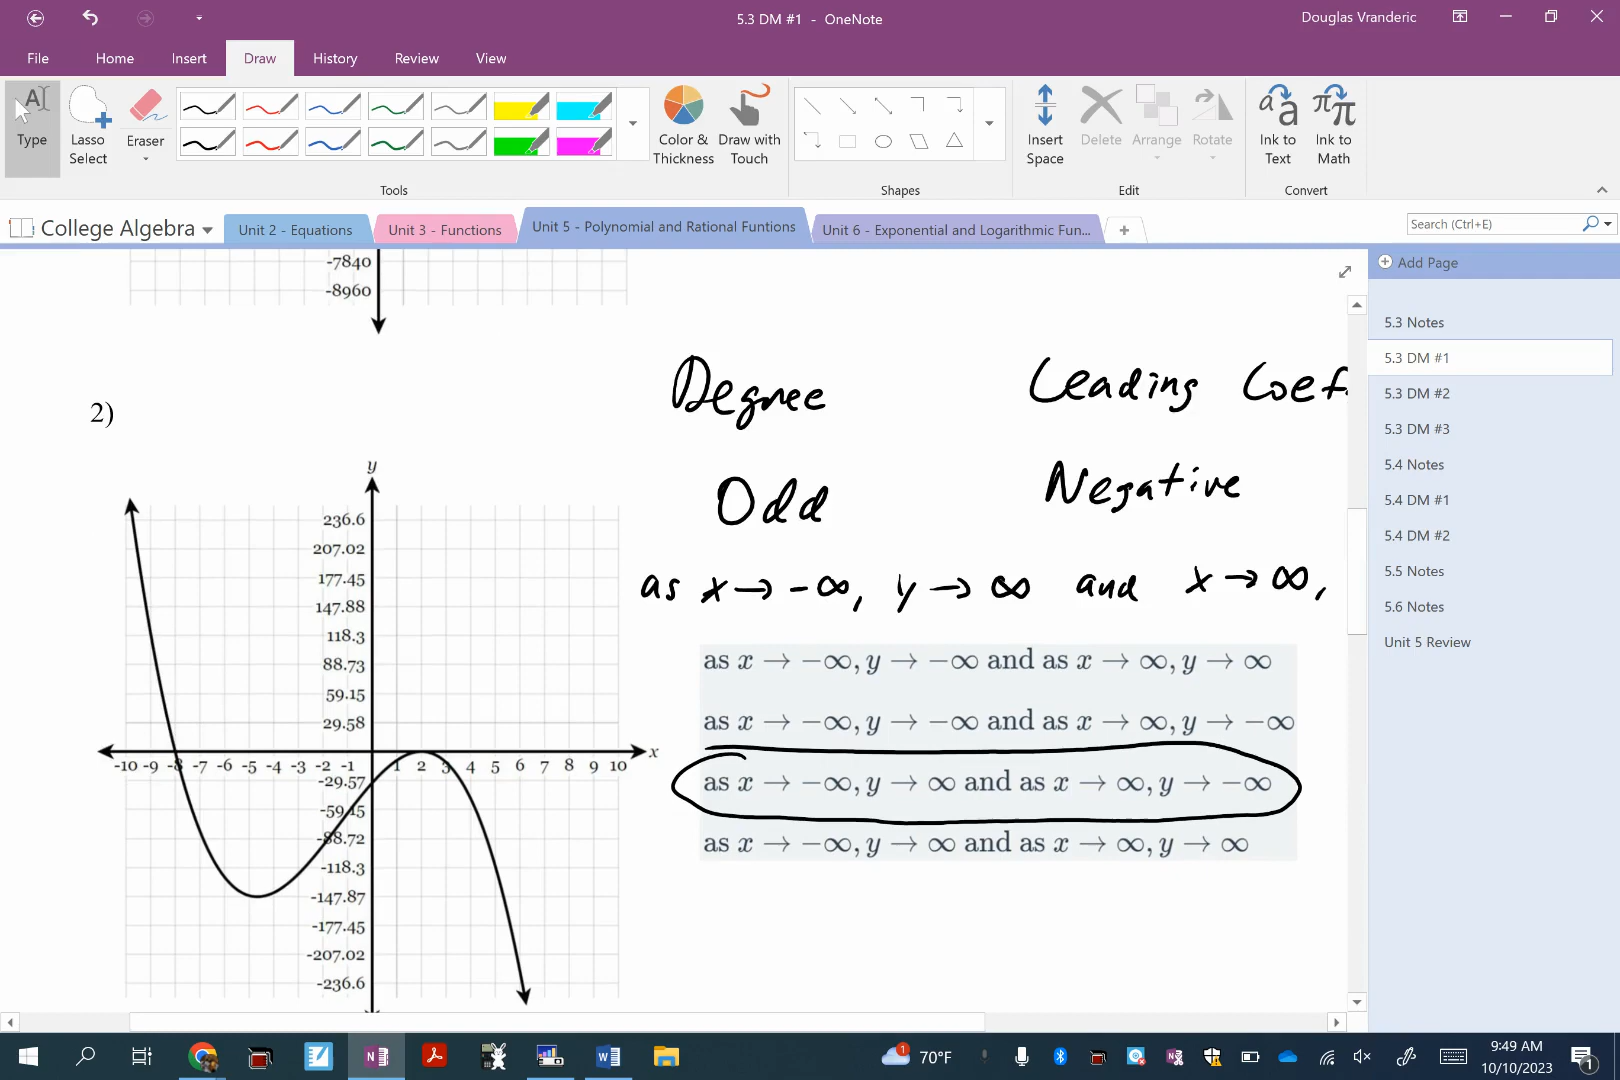 5.3 DM #1 - OneNote
Douglas Vranderic
File Home Insert Draw History Review View
Type
Lasso Select
Eraser
Color & Thickness
Draw with Touch
Insert Space
Delete
Arrange
Rotate
Ink to Text
Ink to Math
Tools
Shapes
Edit
Convert
College Algebra
Unit 2 - Equations
Unit 3 - Functions
Unit 5 - Polynomial and Rational Funtions
Unit 6 - Exponential and Logarithmic Fun...
Search (Ctrl+E)
Add Page
5.3 Notes
5.3 DM #1
5.3 DM #2
5.3 DM #3
5.4 Notes
5.4 DM #1
5.4 DM #2
5.5 Notes
5.6 Notes
Unit 5 Review
-7840
-8960
2)
Degree Leading Coef
Odd Negative
as x → -∞, y → ∞ and x → ∞,
as x → −∞, y → −∞ and as x → ∞, y → ∞
as x → −∞, y → −∞ and as x → ∞, y → −∞
as x → −∞, y → ∞ and as x → ∞, y → −∞
as x → −∞, y → ∞ and as x → ∞, y → ∞
y
236.6
207.02
177.45
147.88
118.3
88.73
59.15
29.58
x
-10 -9 -8 -7 -6 -5 -4 -3 -2 -1 1 2 3 4 5 6 7 8 9 10
-29.57
-59.15
-88.72
-118.3
-147.87
-177.45
-207.02
-236.6
70°F
9:49 AM
10/10/2023